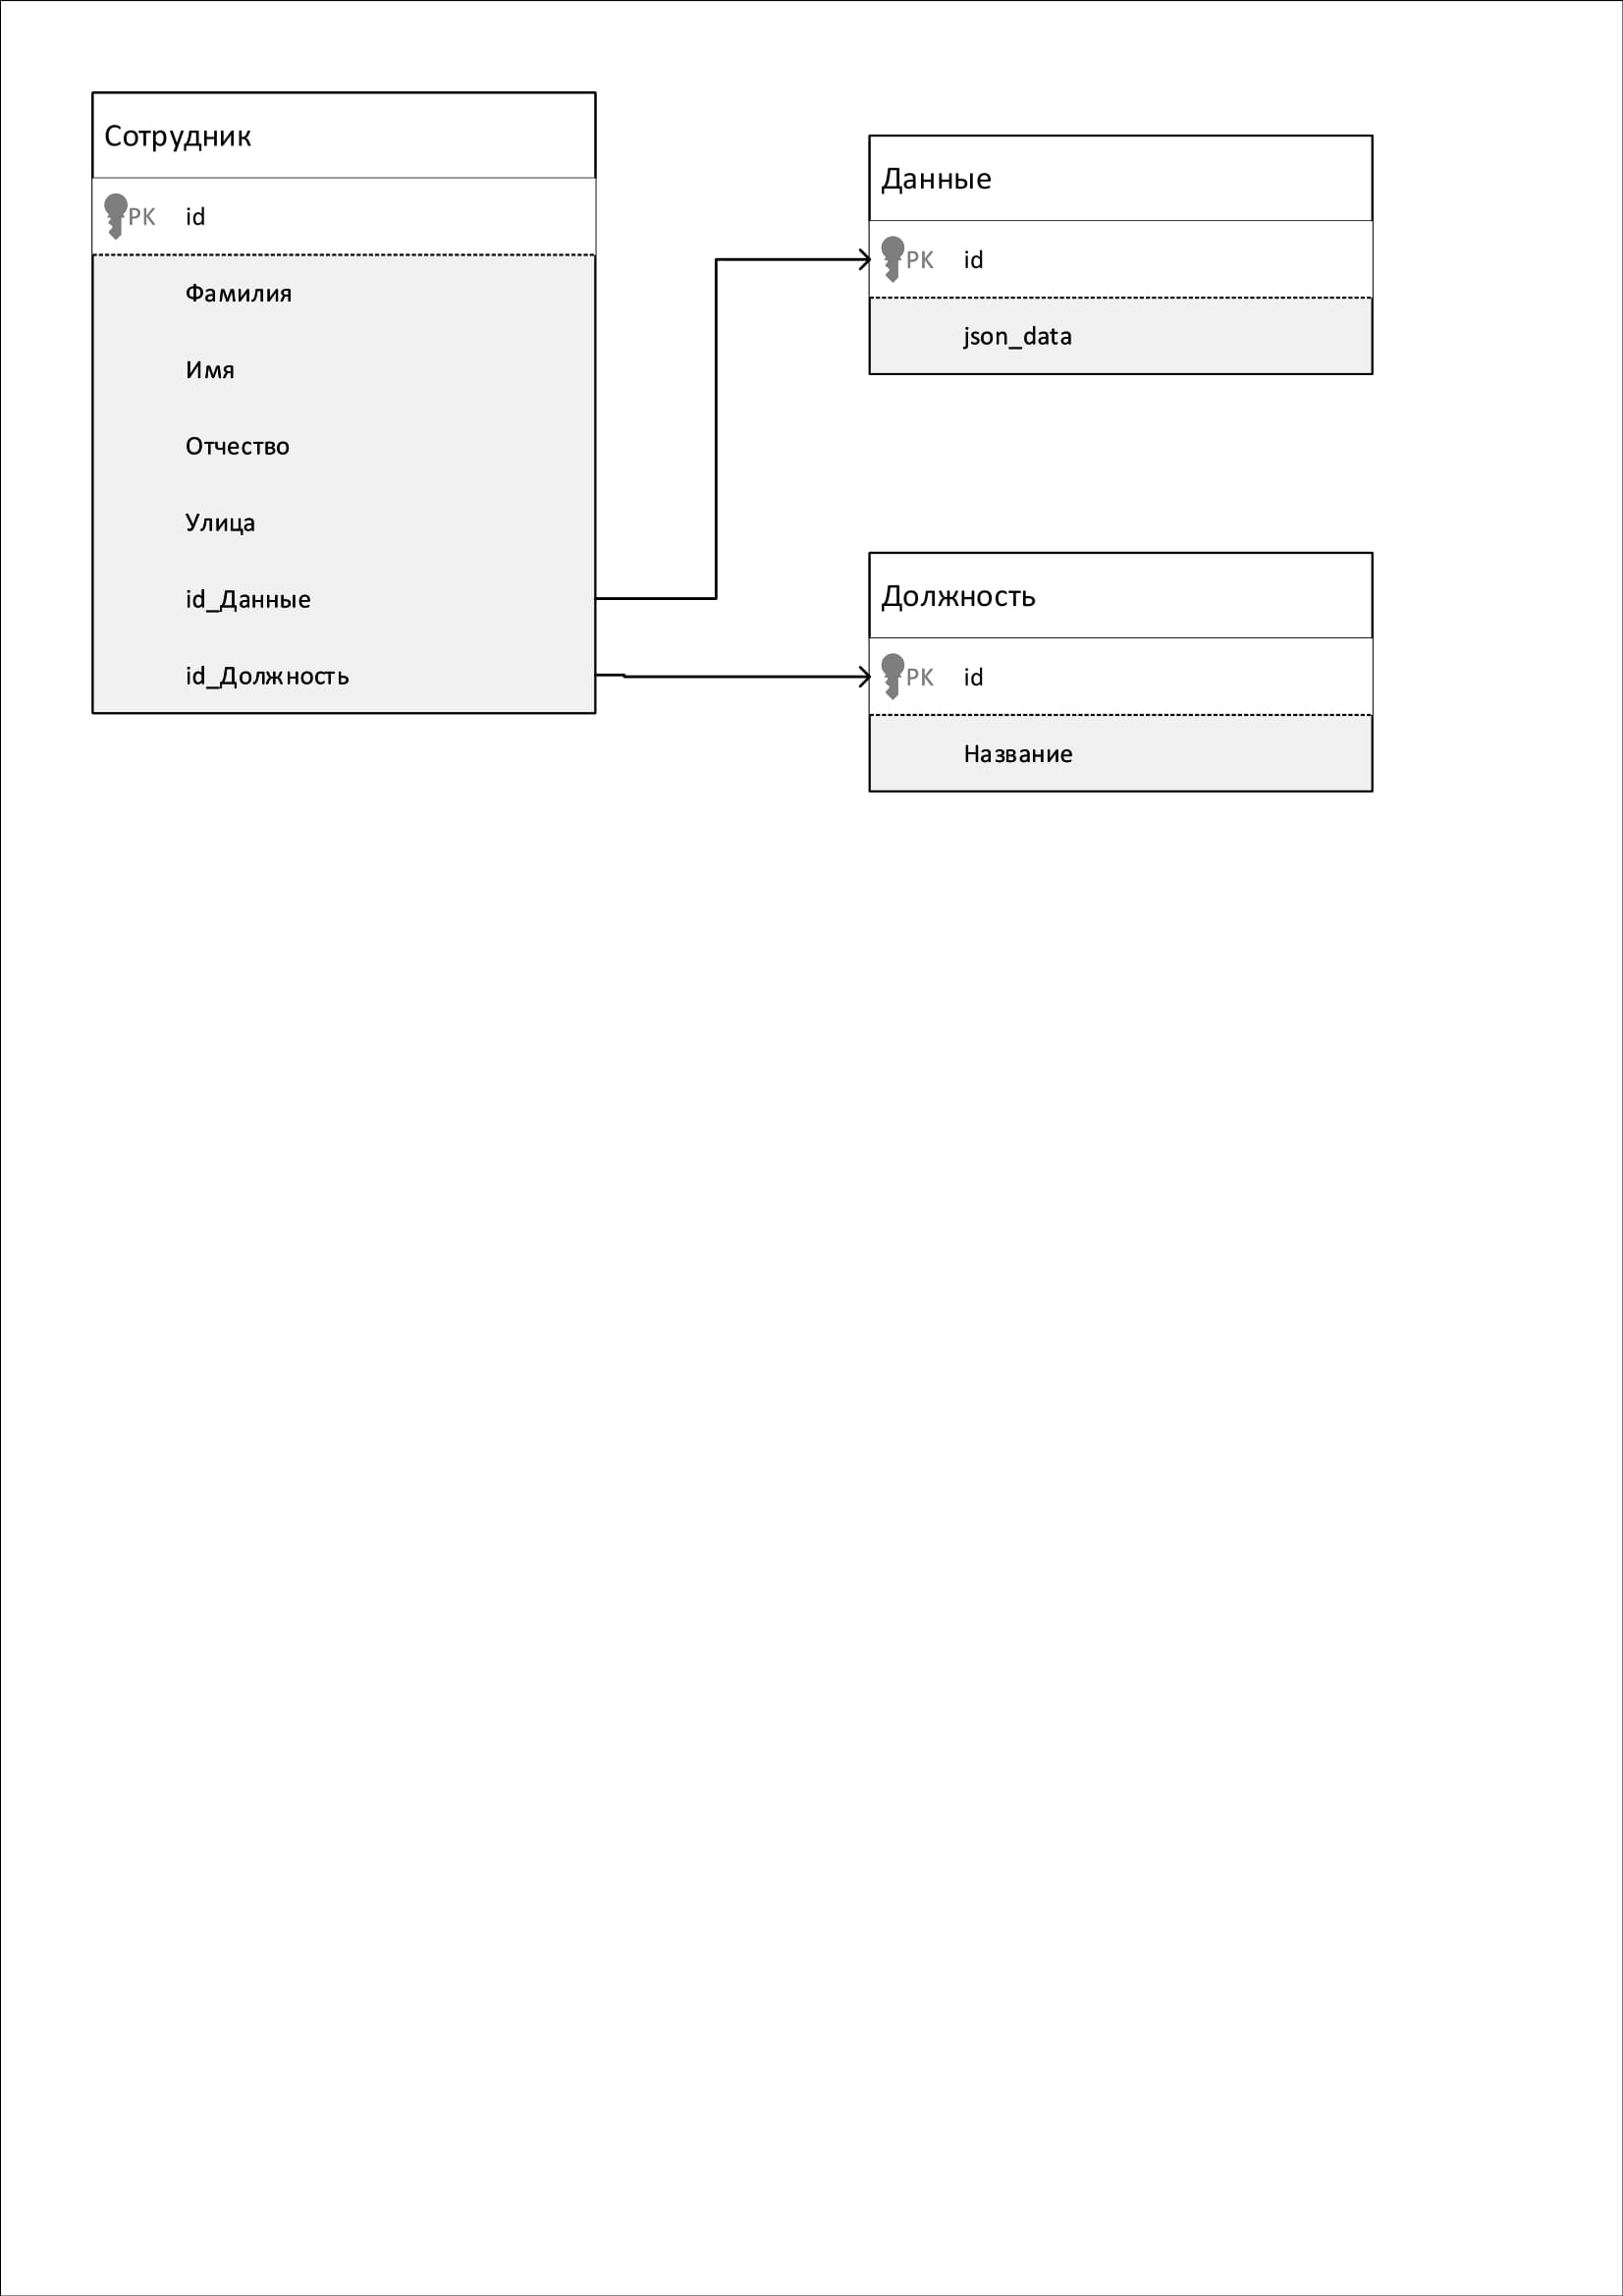 Сотрудник
PK id
Фамилия
Имя
Отчество
Улица
id_Данные
id_Должность
Данные
PK id
json_data
Должность
PK id
Название